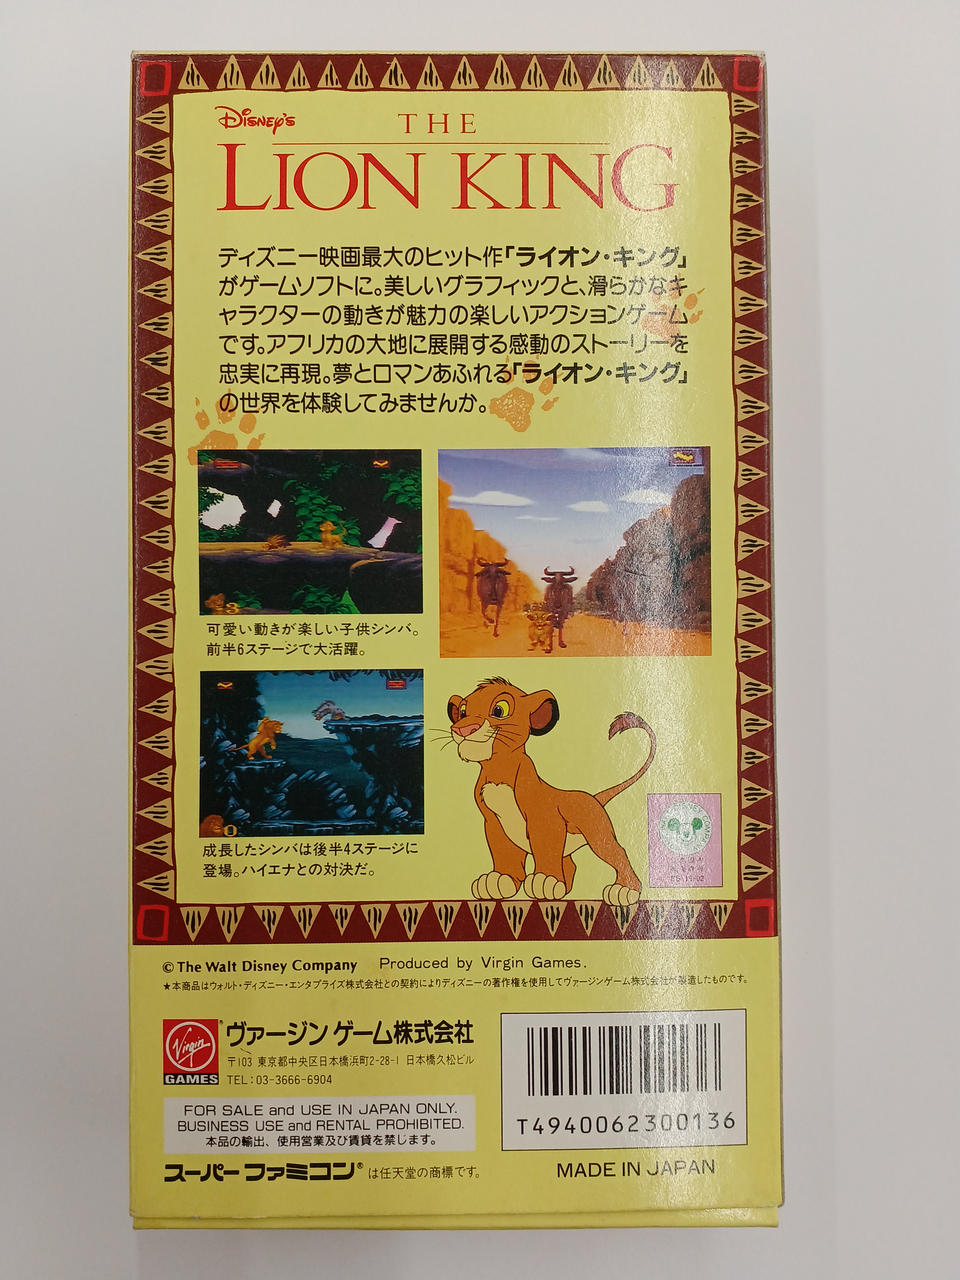 Disney's
THE
LION KING
ディズニー映画最大のヒット作「ライオン・キング」
がゲームソフトに。美しいグラフィックと、滑らかなキ
ャラクターの動きが魅力の楽しいアクションゲーム
です。アフリカの大地に展開する感動のストーリーを
忠実に再現。夢とロマンあふれる「ライオン・キング」
の世界を体験してみませんか。
可愛い動きが楽しい子供シンバ。
前半6ステージで大活躍。
成長したシンバは後半4ステージに
登場。ハイエナとの対決だ。
© The Walt Disney Company Produced by Virgin Games.
★本商品はウォルト・ディズニー・エンタプライズ株式会社との契約によりディズニーの著作権を使用してヴァージンゲーム株式会社が製造したものです。
Virgin
GAMES
ヴァージン ゲーム株式会社
〒103 東京都中央区日本橋浜町2-28-1 日本橋久松ビル
TEL:03-3666-6904
FOR SALE and USE IN JAPAN ONLY.
BUSINESS USE and RENTAL PROHIBITED.
本品の輸出、使用営業及び賃貸を禁じます。
スーパーファミコン® は任天堂の商標です。
T4940062300136
MADE IN JAPAN